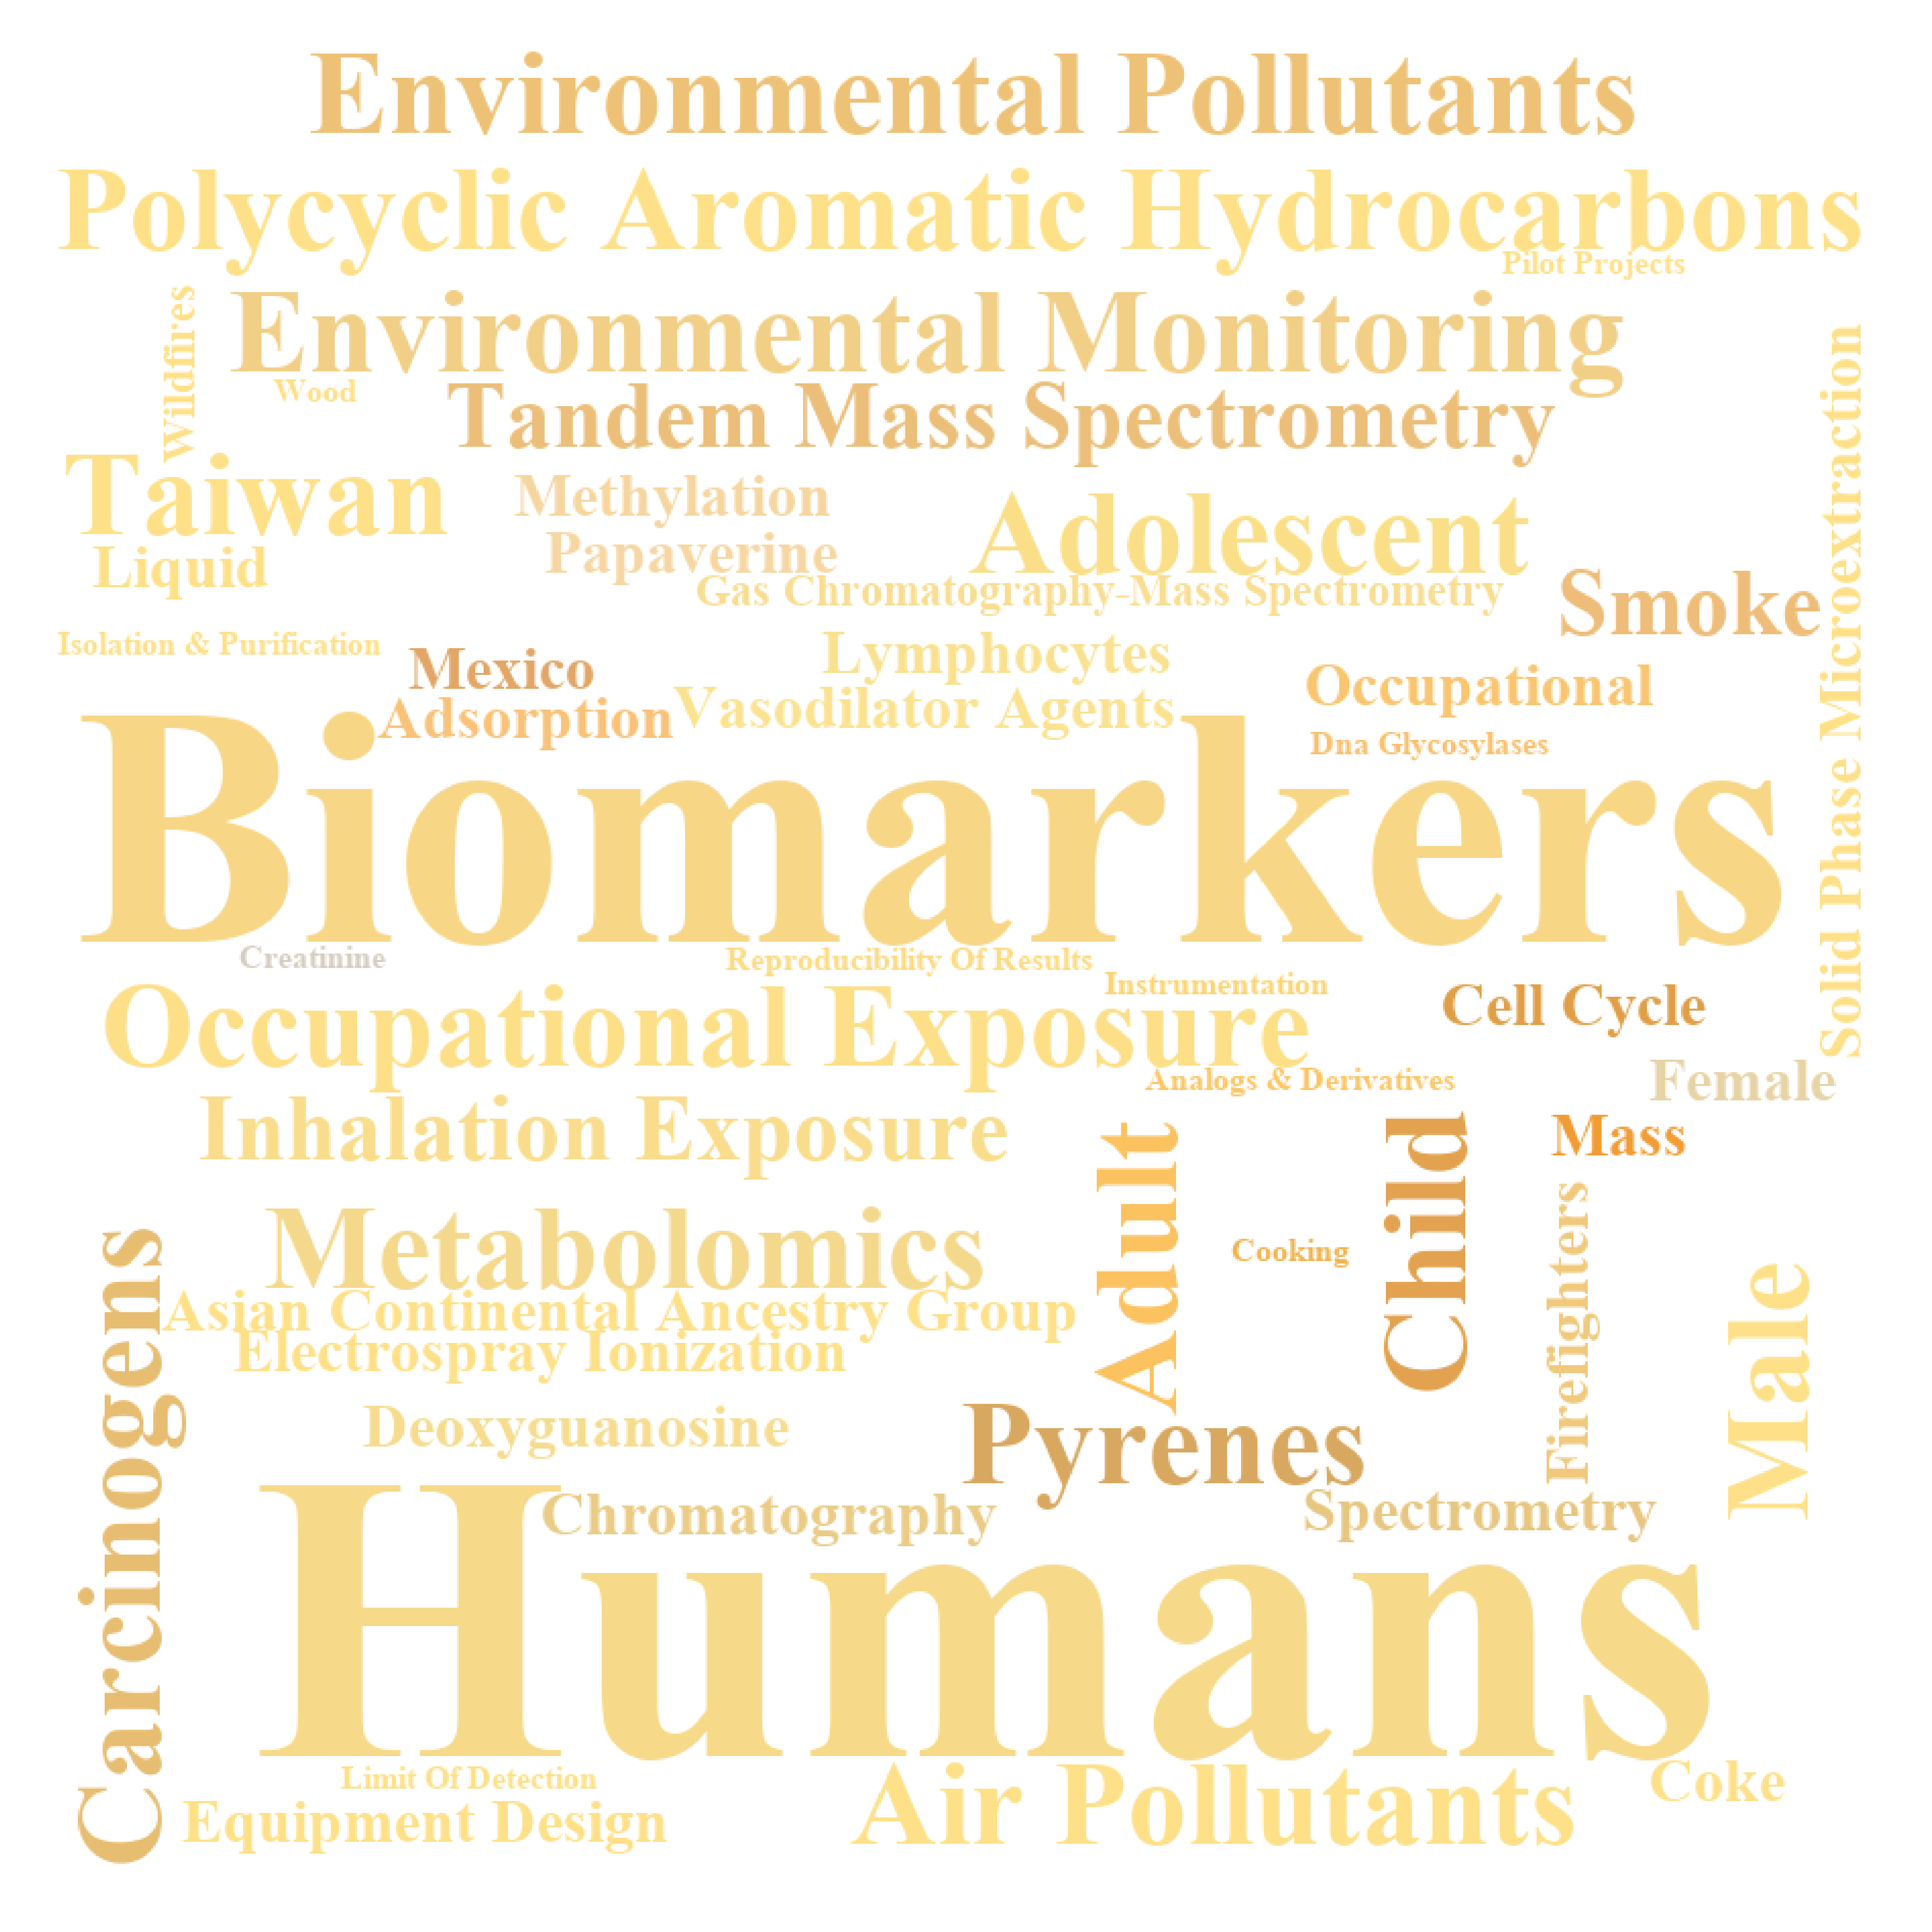 Environmental Pollutants
Polycyclic Aromatic Hydrocarbons
Pilot Projects
Wildfires
Environmental Monitoring
Wood
Tandem Mass Spectrometry
Solid Phase Microextraction
Taiwan
Methylation
Adolescent
Papaverine
Liquid
Gas Chromatography-Mass Spectrometry
Smoke
Isolation & Purification
Lymphocytes
Mexico
Occupational
Adsorption
Vasodilator Agents
Dna Glycosylases
Biomarkers
Creatinine
Reproducibility Of Results
Instrumentation
Occupational Exposure
Cell Cycle
Analogs & Derivatives
Female
Inhalation Exposure
Adult
Child
Mass
Metabolomics
Cooking
Firefighters
Male
Carcinogens
Asian Continental Ancestry Group
Electrospray Ionization
Deoxyguanosine
Pyrenes
Chromatography
Spectrometry
Humans
Limit Of Detection
Air Pollutants
Coke
Equipment Design